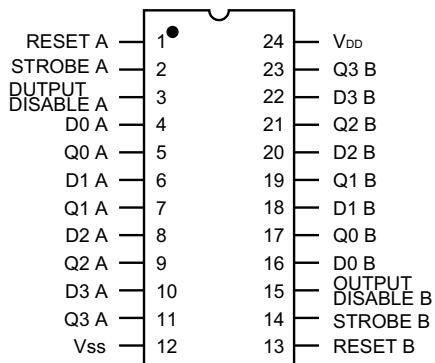 RESET A 1 24 VDD
STROBE A 2 23 Q3 B
DUTPUT
DISABLE A 3 22 D3 B
D0 A 4 21 Q2 B
Q0 A 5 20 D2 B
D1 A 6 19 Q1 B
Q1 A 7 18 D1 B
D2 A 8 17 Q0 B
Q2 A 9 16 D0 B
D3 A 10 15 OUTPUT
DISABLE B
Q3 A 11 14 STROBE B
Vss 12 13 RESET B